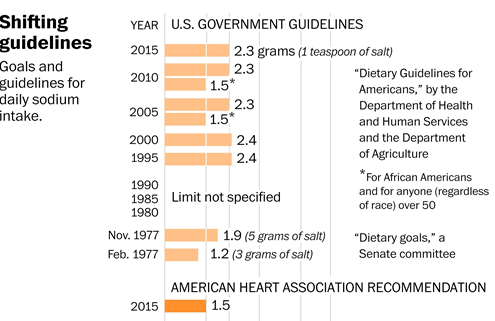 Shifting
guidelines
Goals and
guidelines for
daily sodium
intake.
YEAR U.S. GOVERNMENT GUIDELINES
2015 2.3 grams (1 teaspoon of salt)
2010 2.3
1.5*
2005 2.3
1.5*
2000 2.4
1995 2.4
1990
1985 Limit not specified
1980
Nov. 1977 1.9 (5 grams of salt)
Feb. 1977 1.2 (3 grams of salt)
“Dietary Guidelines for
Americans,” by the
Department of Health
and Human Services
and the Department
of Agriculture
*For African Americans
and for anyone (regardless
of race) over 50
“Dietary goals,” a
Senate committee
AMERICAN HEART ASSOCIATION RECOMMENDATION
2015 1.5